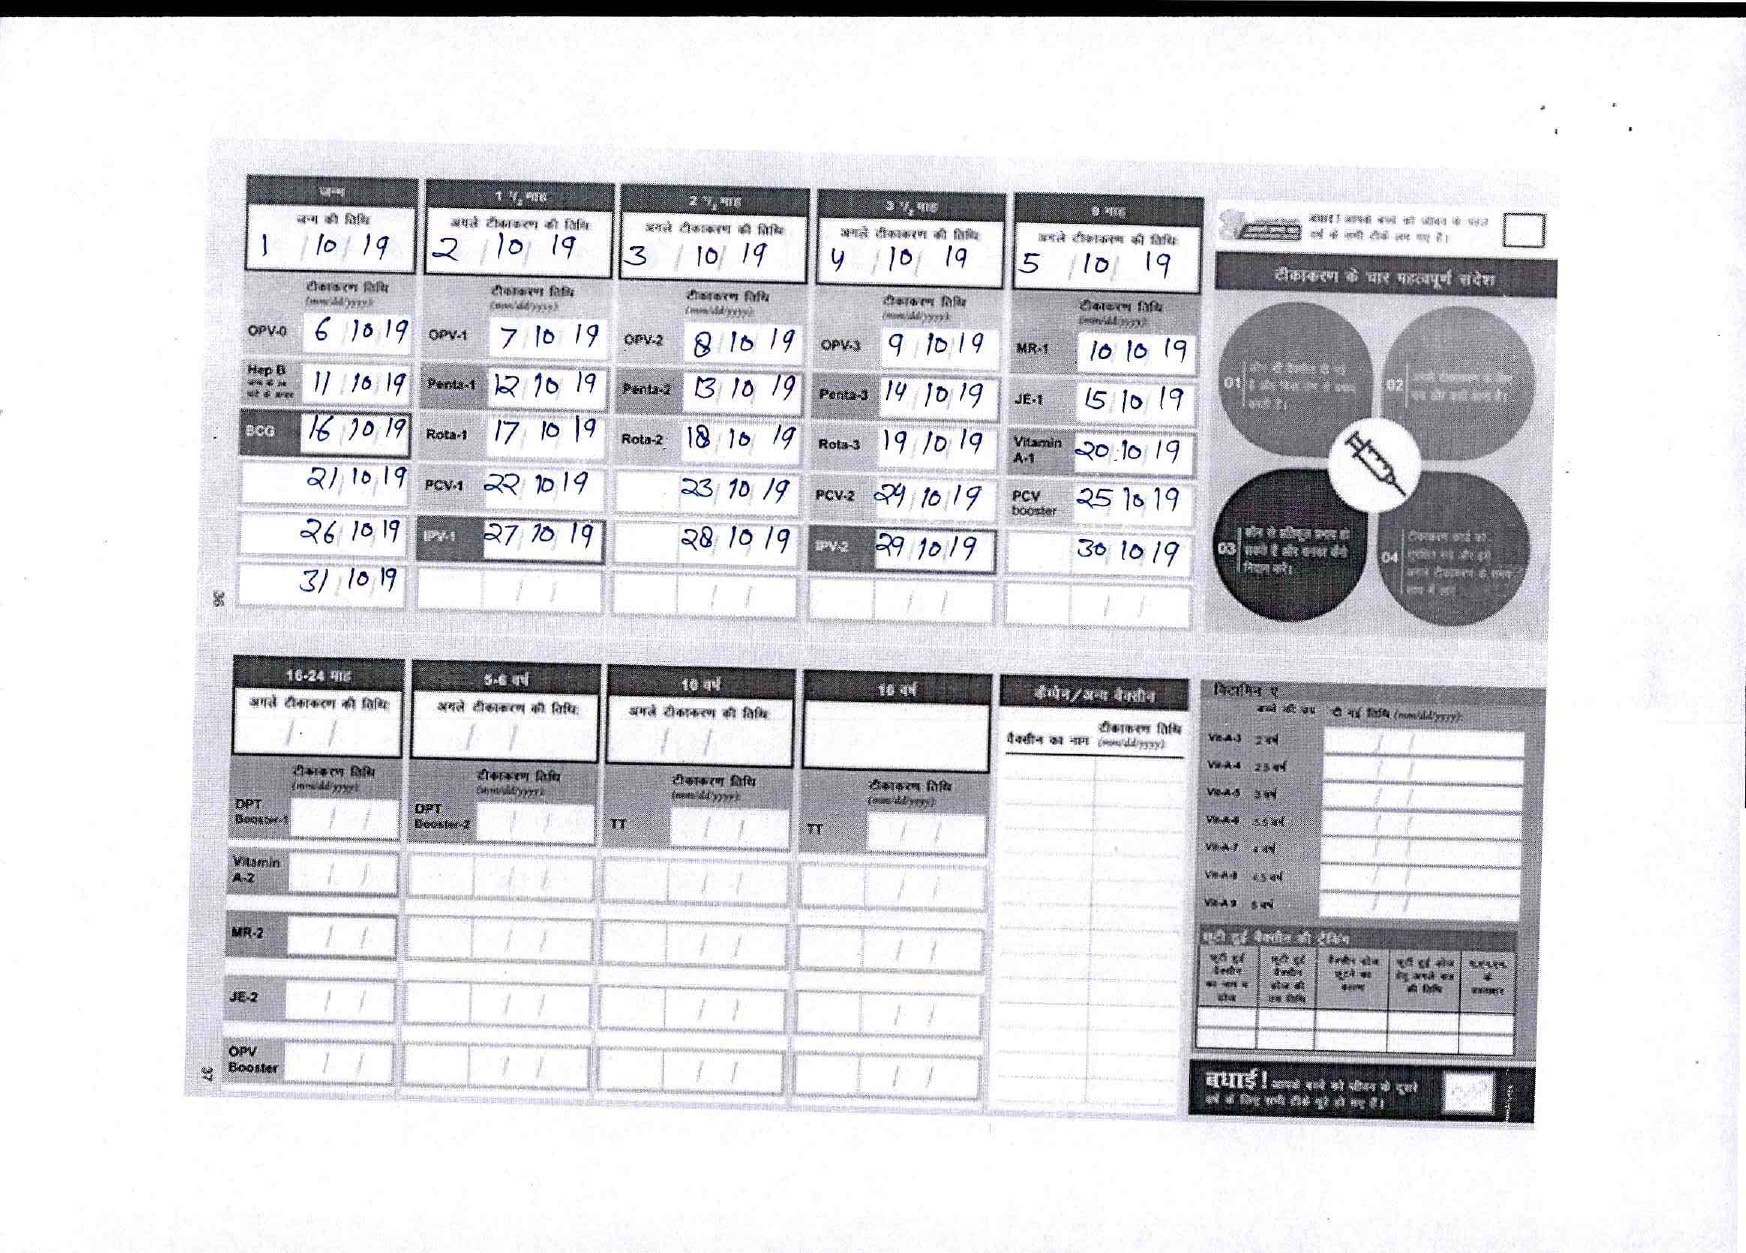 जन्म
जन्म की तिथि
1 / 10 / 19
टीकाकरण तिथि
(mm/dd/yyyy)
OPV-0 6 / 10 / 19
Hep B 11 / 10 / 19
BCG 16 / 10 / 19
21 / 10 / 19
26 / 10 / 19
31 / 10 / 19
1 ½ माह
अगले टीकाकरण की तिथि
2 / 10 / 19
टीकाकरण तिथि
(mm/dd/yyyy)
OPV-1 7 / 10 / 19
Penta-1 12 / 10 / 19
Rota-1 17 / 10 / 19
PCV-1 22 / 10 / 19
IPV-1 27 / 10 / 19
/ /
2 ½ माह
अगले टीकाकरण की तिथि
3 / 10 / 19
टीकाकरण तिथि
(mm/dd/yyyy)
OPV-2 8 / 10 / 19
Penta-2 13 / 10 / 19
Rota-2 18 / 10 / 19
23 / 10 / 19
28 / 10 / 19
/ /
3 ½ माह
अगले टीकाकरण की तिथि
4 / 10 / 19
टीकाकरण तिथि
(mm/dd/yyyy)
OPV-3 9 / 10 / 19
Penta-3 14 / 10 / 19
Rota-3 19 / 10 / 19
PCV-2 24 / 10 / 19
IPV-2 29 / 10 / 19
/ /
9 माह
अगले टीकाकरण की तिथि
5 / 10 / 19
टीकाकरण तिथि
(mm/dd/yyyy)
MR-1 10 / 10 / 19
JE-1 15 / 10 / 19
Vitamin
A-1 20 / 10 / 19
PCV
booster 25 / 10 / 19
30 / 10 / 19
/ /
बधाई! आपके बच्चे को जीवन के पहले
वर्ष के सभी टीके लग गए हैं।
टीकाकरण के चार महत्वपूर्ण संदेश
01
02
03
04
36
16-24 माह
अगले टीकाकरण की तिथि
/ /
टीकाकरण तिथि
(mm/dd/yyyy)
DPT
Booster-1 / /
Vitamin
A-2 / /
MR-2 / /
JE-2 / /
OPV
Booster / /
5-6 वर्ष
अगले टीकाकरण की तिथि
/ /
टीकाकरण तिथि
(mm/dd/yyyy)
DPT
Booster-2 / /
10 वर्ष
अगले टीकाकरण की तिथि
/ /
टीकाकरण तिथि
(mm/dd/yyyy)
TT / /
16 वर्ष
टीकाकरण तिथि
(mm/dd/yyyy)
TT / /
कैम्पेन/अन्य वैक्सीन
वैक्सीन का नाम टीकाकरण तिथि
(mm/dd/yyyy)
विटामिन ए
दी गई तिथि (mm/dd/yyyy)
Vit-A-3 2 वर्ष
Vit-A-4 2.5 वर्ष
Vit-A-5 3 वर्ष
Vit-A-6
Vit-A-7
Vit-A-8 4.5 वर्ष
Vit-A 9 5 वर्ष
छूटी हुई वैक्सीन की ट्रैकिंग
बधाई! आपके बच्चे को जीवन के दूसरे
वर्ष के लिए सभी टीके पूरे हो गए हैं।
37